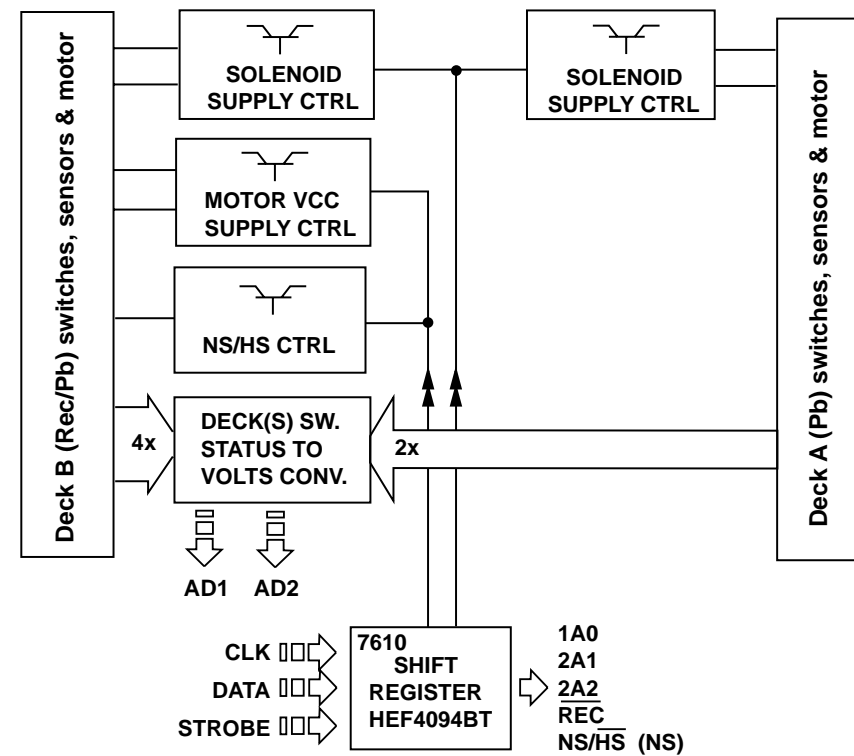 Deck B (Rec/Pb) switches, sensors & motor
SOLENOID
SUPPLY CTRL
SOLENOID
SUPPLY CTRL
Deck A (Pb) switches, sensors & motor
MOTOR VCC
SUPPLY CTRL
NS/HS CTRL
4x
DECK(S) SW.
STATUS TO
VOLTS CONV.
2x
AD1
AD2
CLK
DATA
STROBE
7610
SHIFT
REGISTER
HEF4094BT
1A0
2A1
2A2
R̅E̅C̅
NS/H̅S̅ (NS)